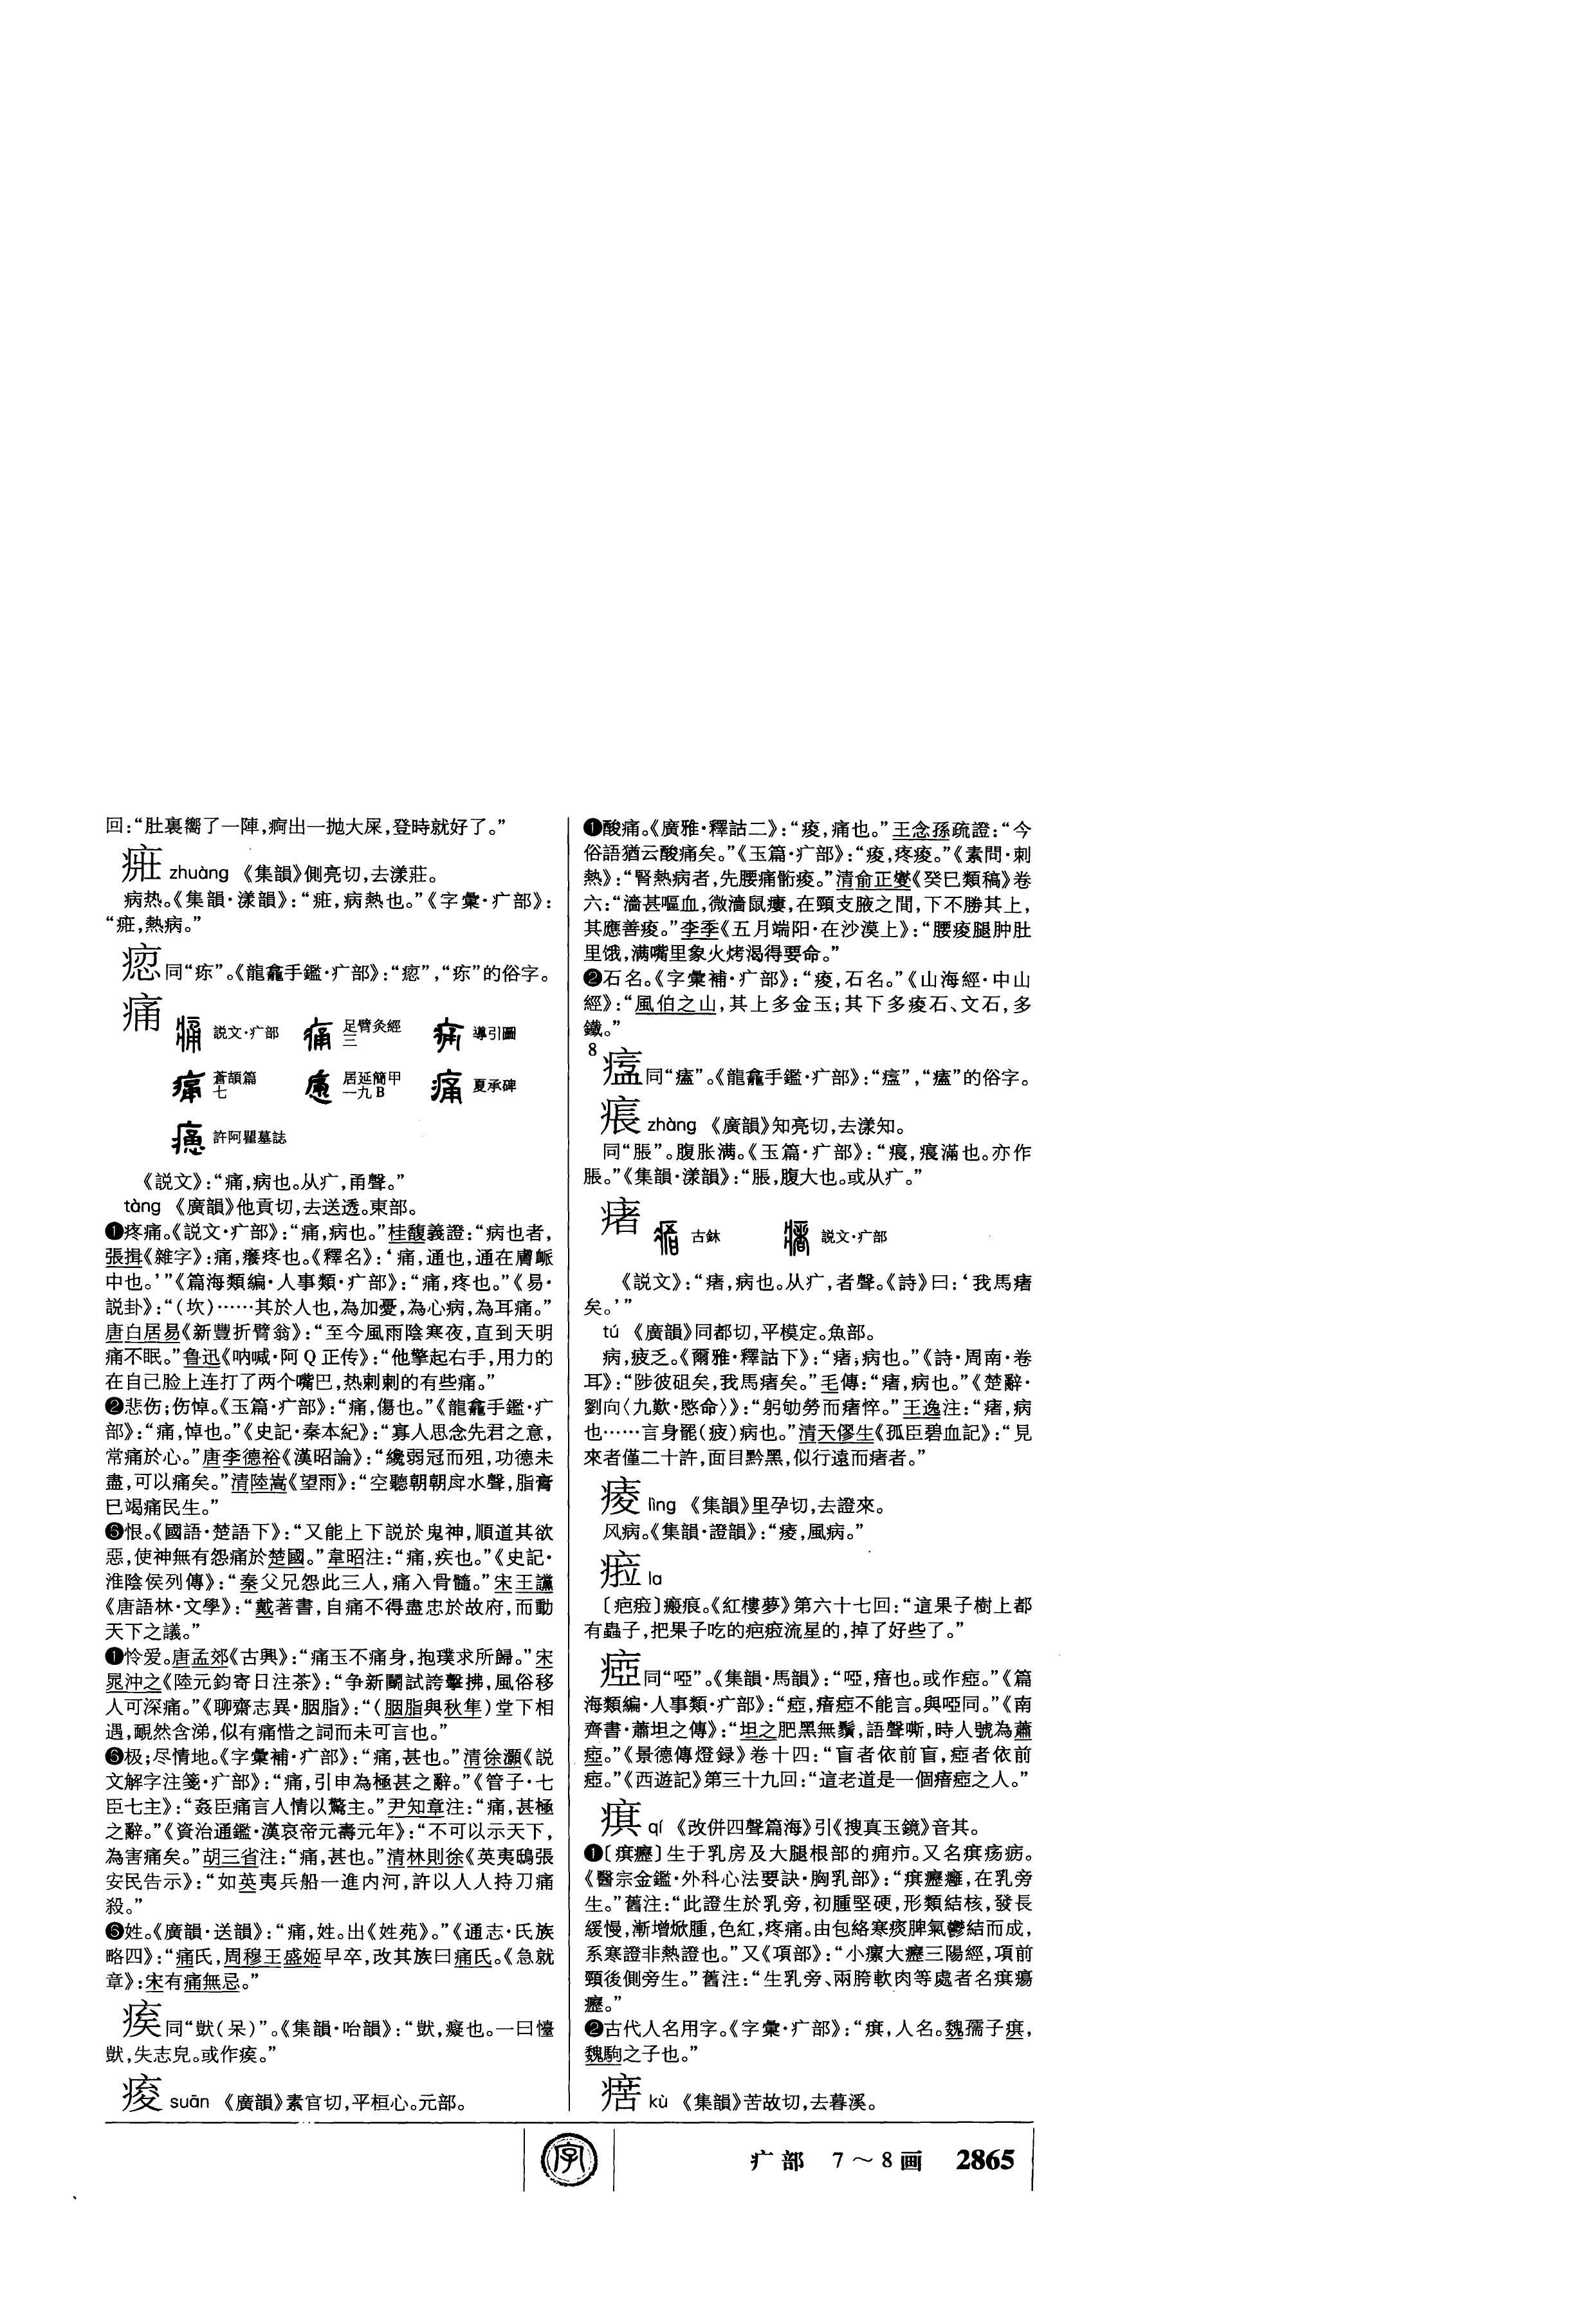 回：“肚裏嚮了一陣，痾出一抛大屎，登時就好了。”
㽵 zhuàng 《集韻》側亮切，去漾莊。
病热。《集韻·漾韻》：“㽵，病熱也。”《字彙·疒部》：
“㽵，熱病。”
同“㾕”。《龍龕手鑑·疒部》：的俗字。
痛
説文·疒部 足臂灸經三 導引圖
蒼頡篇七 居延簡甲一九B 夏承碑
許阿瞿墓誌
《説文》：“痛，病也。从疒，甬聲。”
tàng 《廣韻》他貢切，去送透。東部。
❶疼痛。《説文·疒部》：“痛，病也。”桂馥義證：“病也者，
張揖《雜字》：痛，癢疼也。《釋名》：‘痛，通也，通在膚衇
中也。’”《篇海類編·人事類·疒部》：“痛，疼也。”《易·
説卦》：“（坎）……其於人也，為加憂，為心病，為耳痛。”
唐白居易《新豐折臂翁》：“至今風雨陰寒夜，直到天明
痛不眠。”鲁迅《呐喊·阿Q正传》：“他擎起右手，用力的
在自己脸上连打了两个嘴巴，热剌剌的有些痛。”
❷悲伤；伤悼。《玉篇·疒部》：“痛，傷也。”《龍龕手鑑·疒
部》：“痛，悼也。”《史記·秦本紀》：“寡人思念先君之意，
常痛於心。”唐李德裕《漢昭論》：“纔弱冠而殂，功德未
盡，可以痛矣。”清陸嵩《望雨》：“空聽朝朝戽水聲，脂膏
已竭痛民生。”
❺恨。《國語·楚語下》：“又能上下説於鬼神，順道其欲
惡，使神無有怨痛於楚國。”韋昭注：“痛，疾也。”《史記·
淮陰侯列傳》：“秦父兄怨此三人，痛入骨髓。”宋王讜
《唐語林·文學》：“戴著書，自痛不得盡忠於故府，而動
天下之議。”
❶怜爱。唐孟郊《古興》：“痛玉不痛身，抱璞求所歸。”宋
晁沖之《陸元鈞寄日注茶》：“争新鬭試誇擊拂，風俗移
人可深痛。”《聊齋志異·胭脂》：“（胭脂與秋隼）堂下相
遇，靦然含涕，似有痛惜之詞而未可言也。”
❺极；尽情地。《字彙補·疒部》：“痛，甚也。”清徐灝《説
文解字注箋·疒部》：“痛，引申為極甚之辭。”《管子·七
臣七主》：“姦臣痛言人情以驚主。”尹知章注：“痛，甚極
之辭。”《資治通鑑·漢哀帝元壽元年》：“不可以示天下，
為害痛矣。”胡三省注：“痛，甚也。”清林則徐《英夷鴟張
安民告示》：“如英夷兵船一進内河，許以人人持刀痛
殺。”
❺姓。《廣韻·送韻》：“痛，姓。出《姓苑》。”《通志·氏族
略四》：“痛氏，周穆王盛姬早卒，改其族曰痛氏。《急就
章》：宋有痛無忌。”
㾂同“獃（呆）”。《集韻·咍韻》：“獃，癡也。一曰懛
獃，失志皃。或作㾂。”
痠 suān 《廣韻》素官切，平桓心。元部。
❶酸痛。《廣雅·釋詁二》：“痠，痛也。”王念孫疏證：“今
俗語猶云酸痛矣。”《玉篇·疒部》：“痠，疼痠。”《素問·刺
熱》：“腎熱病者，先腰痛䯒痠。”清俞正燮《癸巳類稿》卷
六：“濇甚嘔血，微濇鼠瘻，在頸支腋之間，下不勝其上，
其應善痠。”李季《五月端阳·在沙漠上》：“腰痠腿肿肚
里饿，满嘴里象火烤渴得要命。”
❷石名。《字彙補·疒部》：“痠，石名。”《山海經·中山
經》：“風伯之山，其上多金玉；其下多痠石、文石，多
鐵。”
8
同“瘟”。《龍龕手鑑·疒部》：的俗字。
痮 zhàng 《廣韻》知亮切，去漾知。
同“脹”。腹胀满。《玉篇·疒部》：“痮，痮滿也。亦作
脹。”《集韻·漾韻》：“脹，腹大也。或从疒。”
瘏
古鉥 説文·疒部
《説文》：“瘏，病也。从疒，者聲。《詩》曰：‘我馬瘏
矣。’”
tú 《廣韻》同都切，平模定。魚部。
病，疲乏。《爾雅·釋詁下》：“瘏，病也。”《詩·周南·卷
耳》：“陟彼砠矣，我馬瘏矣。”毛傳：“瘏，病也。”《楚辭·
劉向〈九歎·愍命〉》：“躬劬勞而瘏悴。”王逸注：“瘏，病
也……言身罷（疲）病也。”清天僇生《孤臣碧血記》：“見
來者僅二十許，面目黔黑，似行遠而瘏者。”
㾉 lìng 《集韻》里孕切，去證來。
风病。《集韻·證韻》：“㾉，風病。”
㾊 la
〔疤㾊〕瘢痕。《紅樓夢》第六十七回：“這果子樹上都
有蟲子，把果子吃的疤㾊流星的，掉了好些了。”
瘂同“啞”。《集韻·馬韻》：“啞，瘖也。或作瘂。”《篇
海類編·人事類·疒部》：“瘂，瘖瘂不能言。與啞同。”《南
齊書·蕭坦之傳》：“坦之肥黑無鬚，語聲嘶，時人號為蕭
瘂。”《景德傳燈録》卷十四：“盲者依前盲，瘂者依前
瘂。”《西遊記》第三十九回：“這老道是一個瘖瘂之人。”
㾗 qí 《改併四聲篇海》引《搜真玉鏡》音其。
❶〔㾗癧〕生于乳房及大腿根部的痈疖。又名㾗疡疬。
《醫宗金鑑·外科心法要訣·胸乳部》：“㾗癧癰，在乳旁
生。”舊注：“此證生於乳旁，初腫堅硬，形類結核，發長
緩慢，漸增焮腫，色紅，疼痛。由包絡寒痰脾氣鬱結而成，
系寒證非熱證也。”又《項部》：“小瘰大癧三陽經，項前
頸後側旁生。”舊注：“生乳旁、兩胯軟肉等處者名㾗瘍
癧。”
❷古代人名用字。《字彙·疒部》：“㾗，人名。魏孺子㾗，
魏駒之子也。”
㾄 kù 《集韻》苦故切，去暮溪。
字
疒部 7～8画 2865